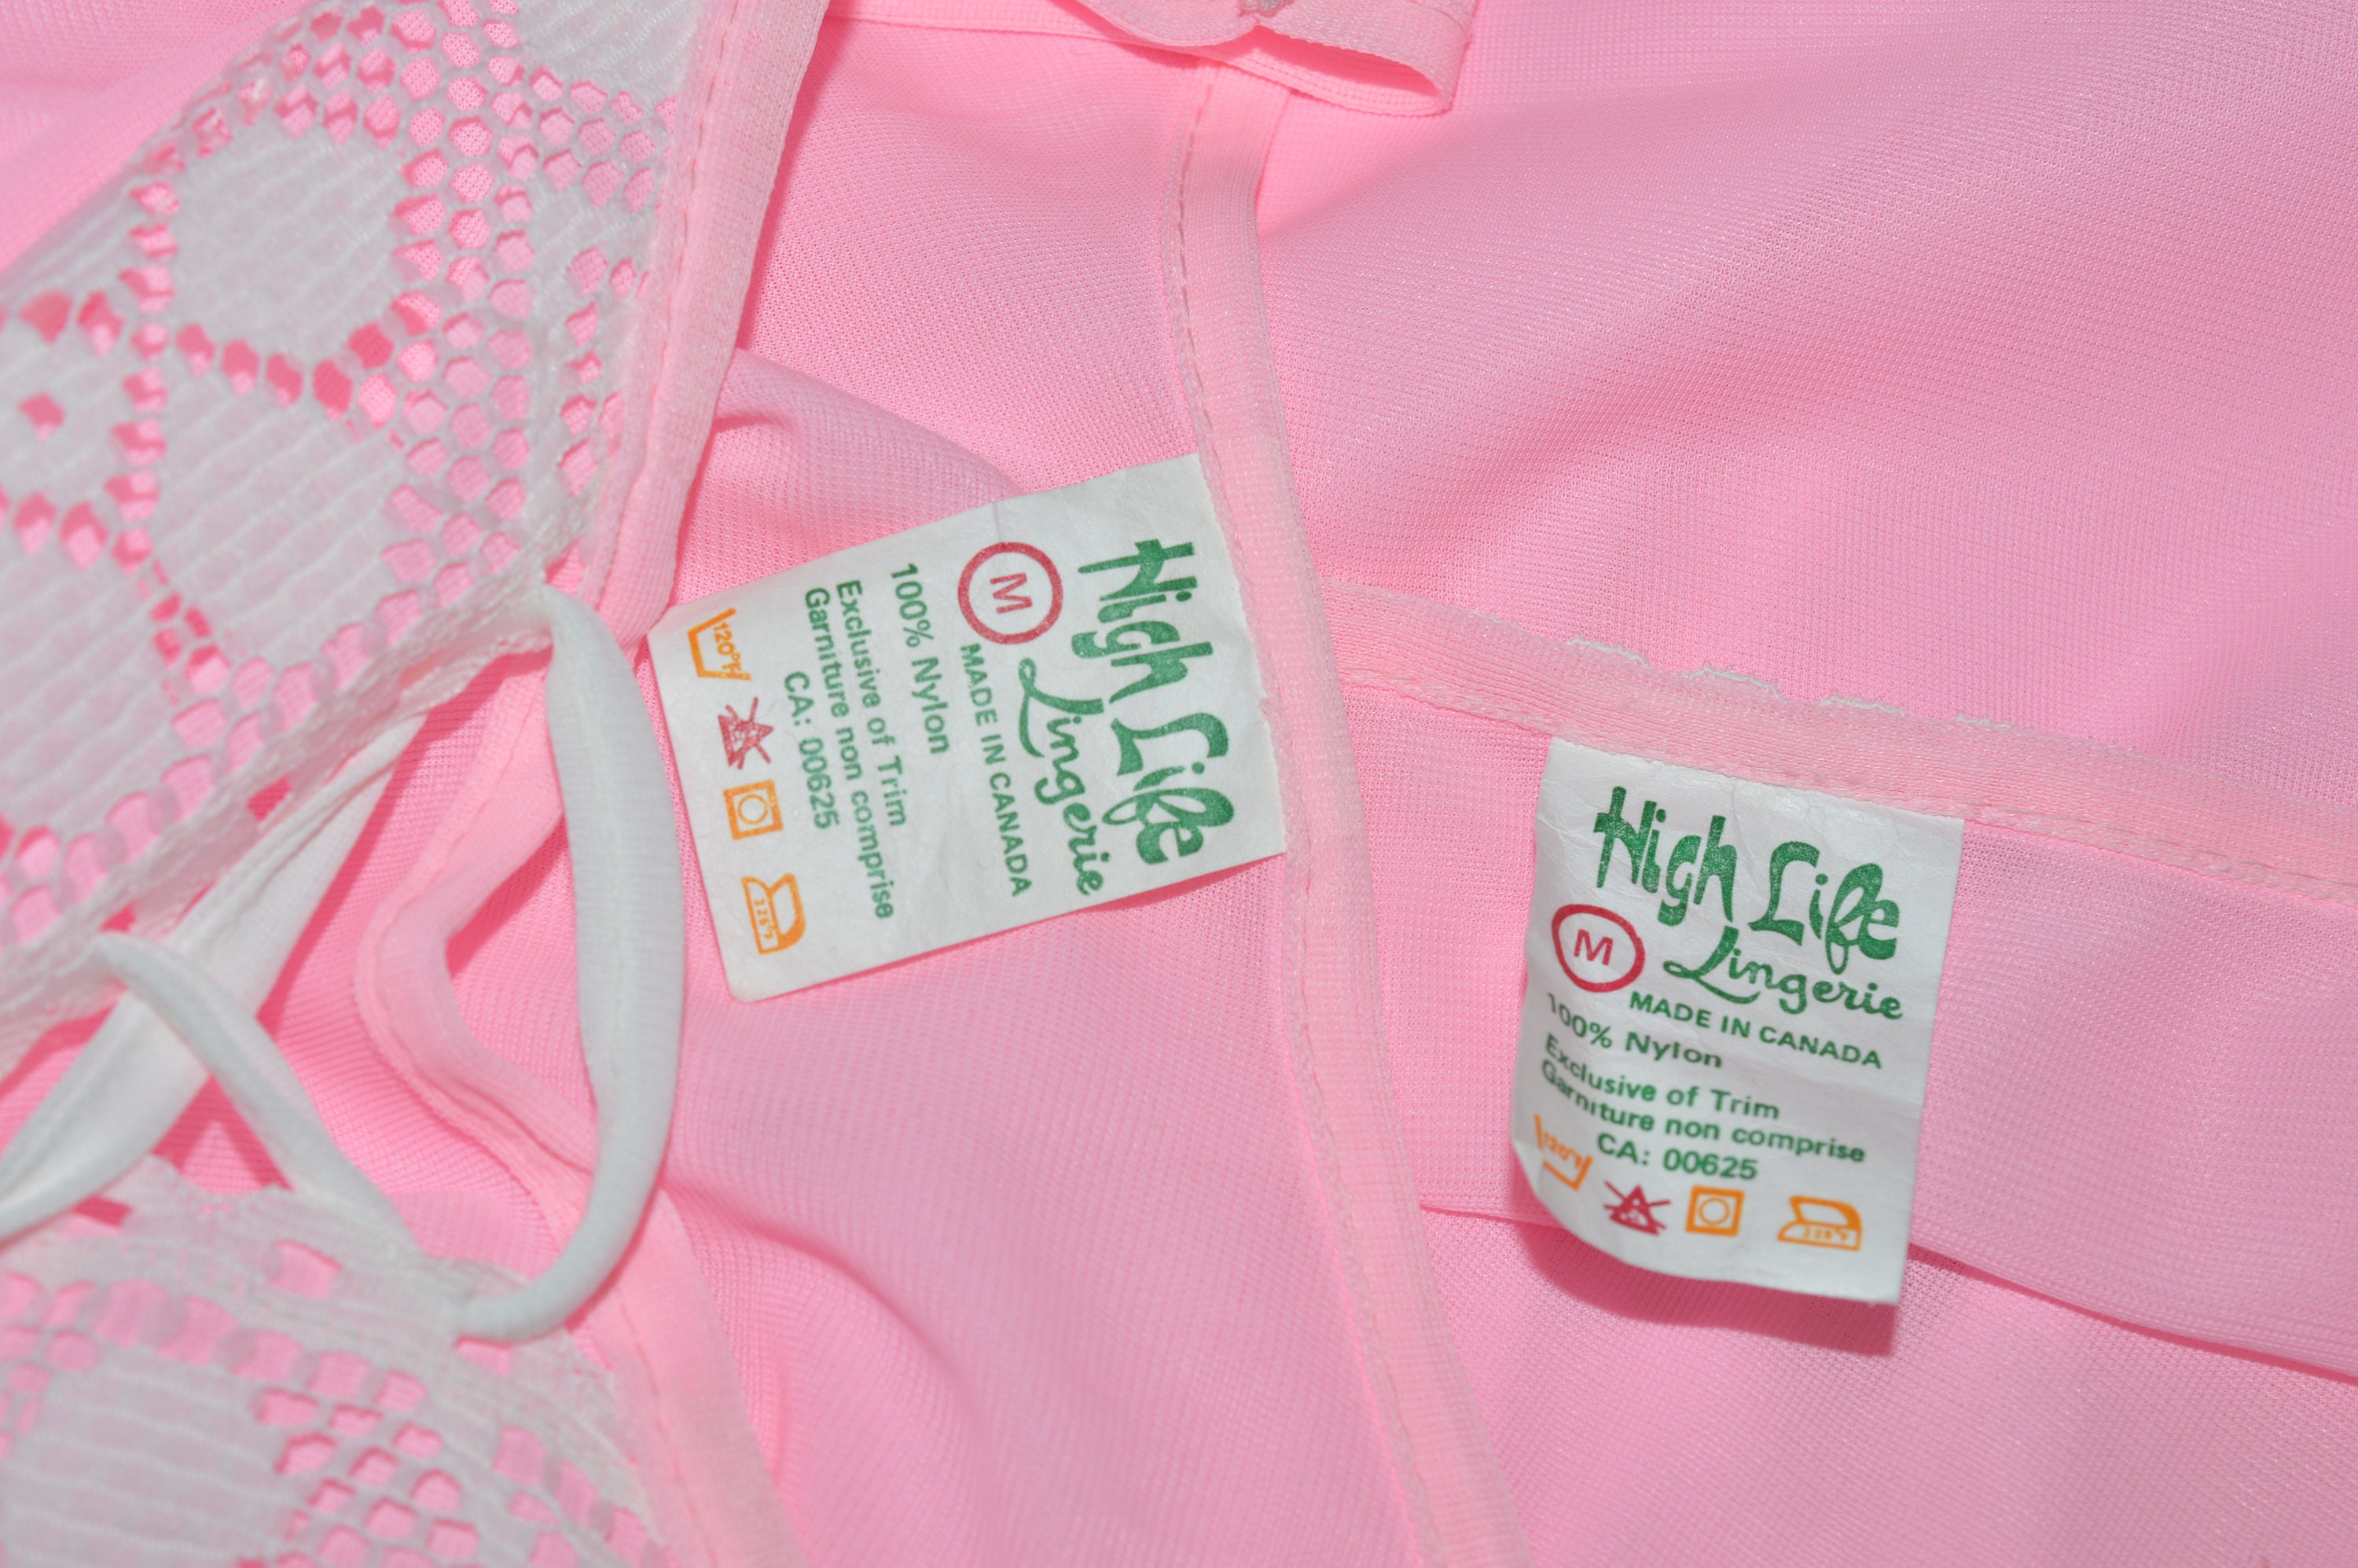 High Life
Lingerie
M
MADE IN CANADA
100% Nylon
Exclusive of Trim
Garniture non comprise
CA: 00625
120°F
High Life
Lingerie
M
MADE IN CANADA
100% Nylon
Exclusive of Trim
Garniture non comprise
CA: 00625
120°F